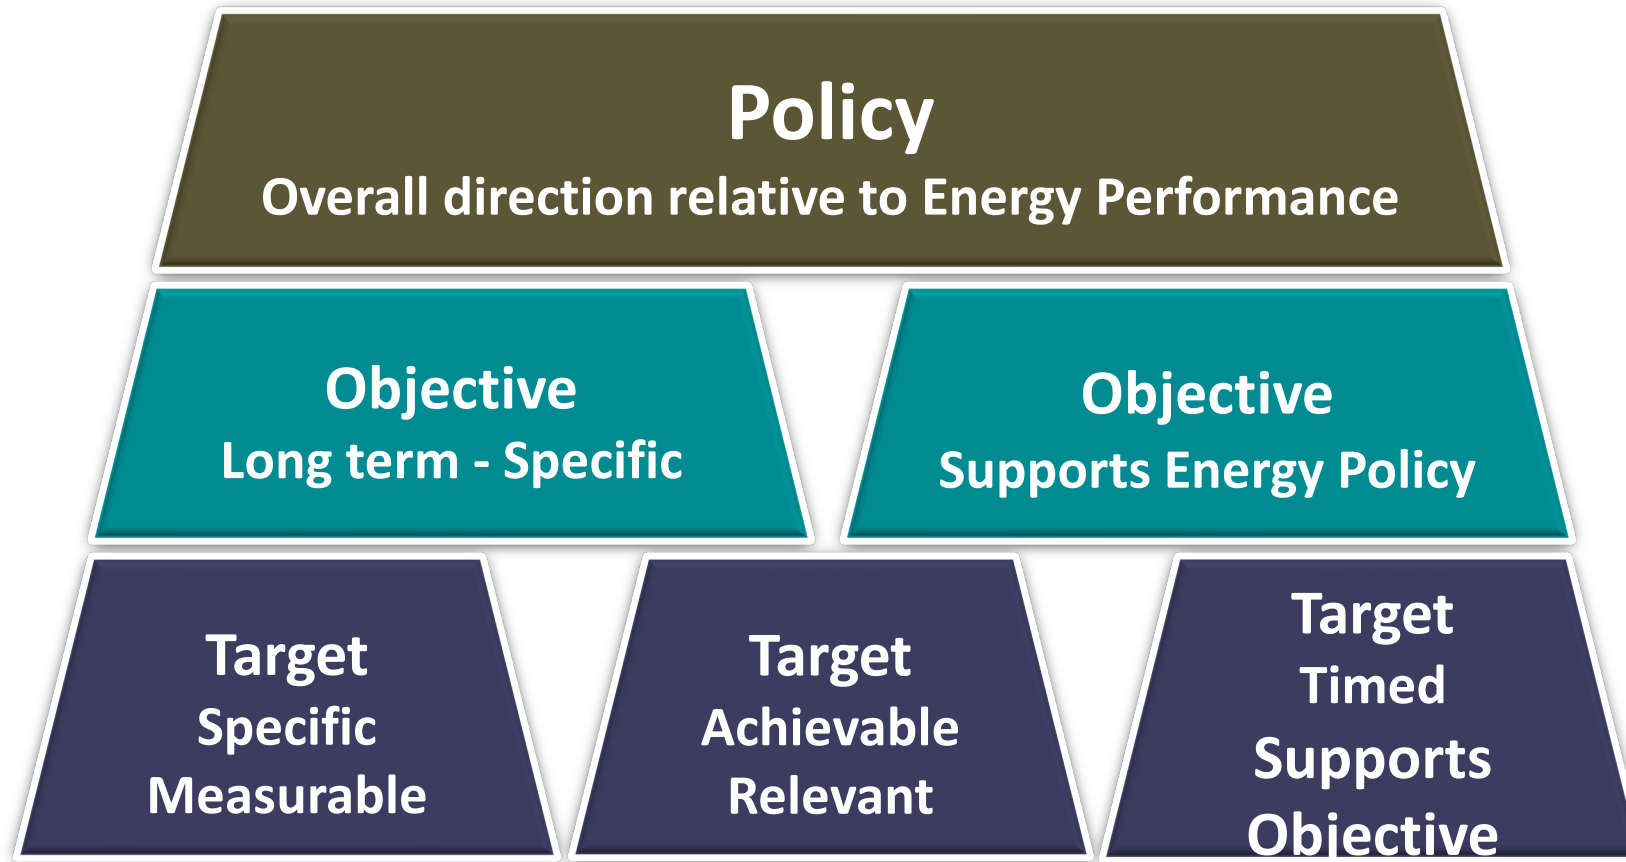 Policy
Overall direction relative to Energy Performance
Objective
Long term - Specific
Objective
Supports Energy Policy
Target
Specific
Measurable
Target
Achievable
Relevant
Target
Timed
Supports
Objective